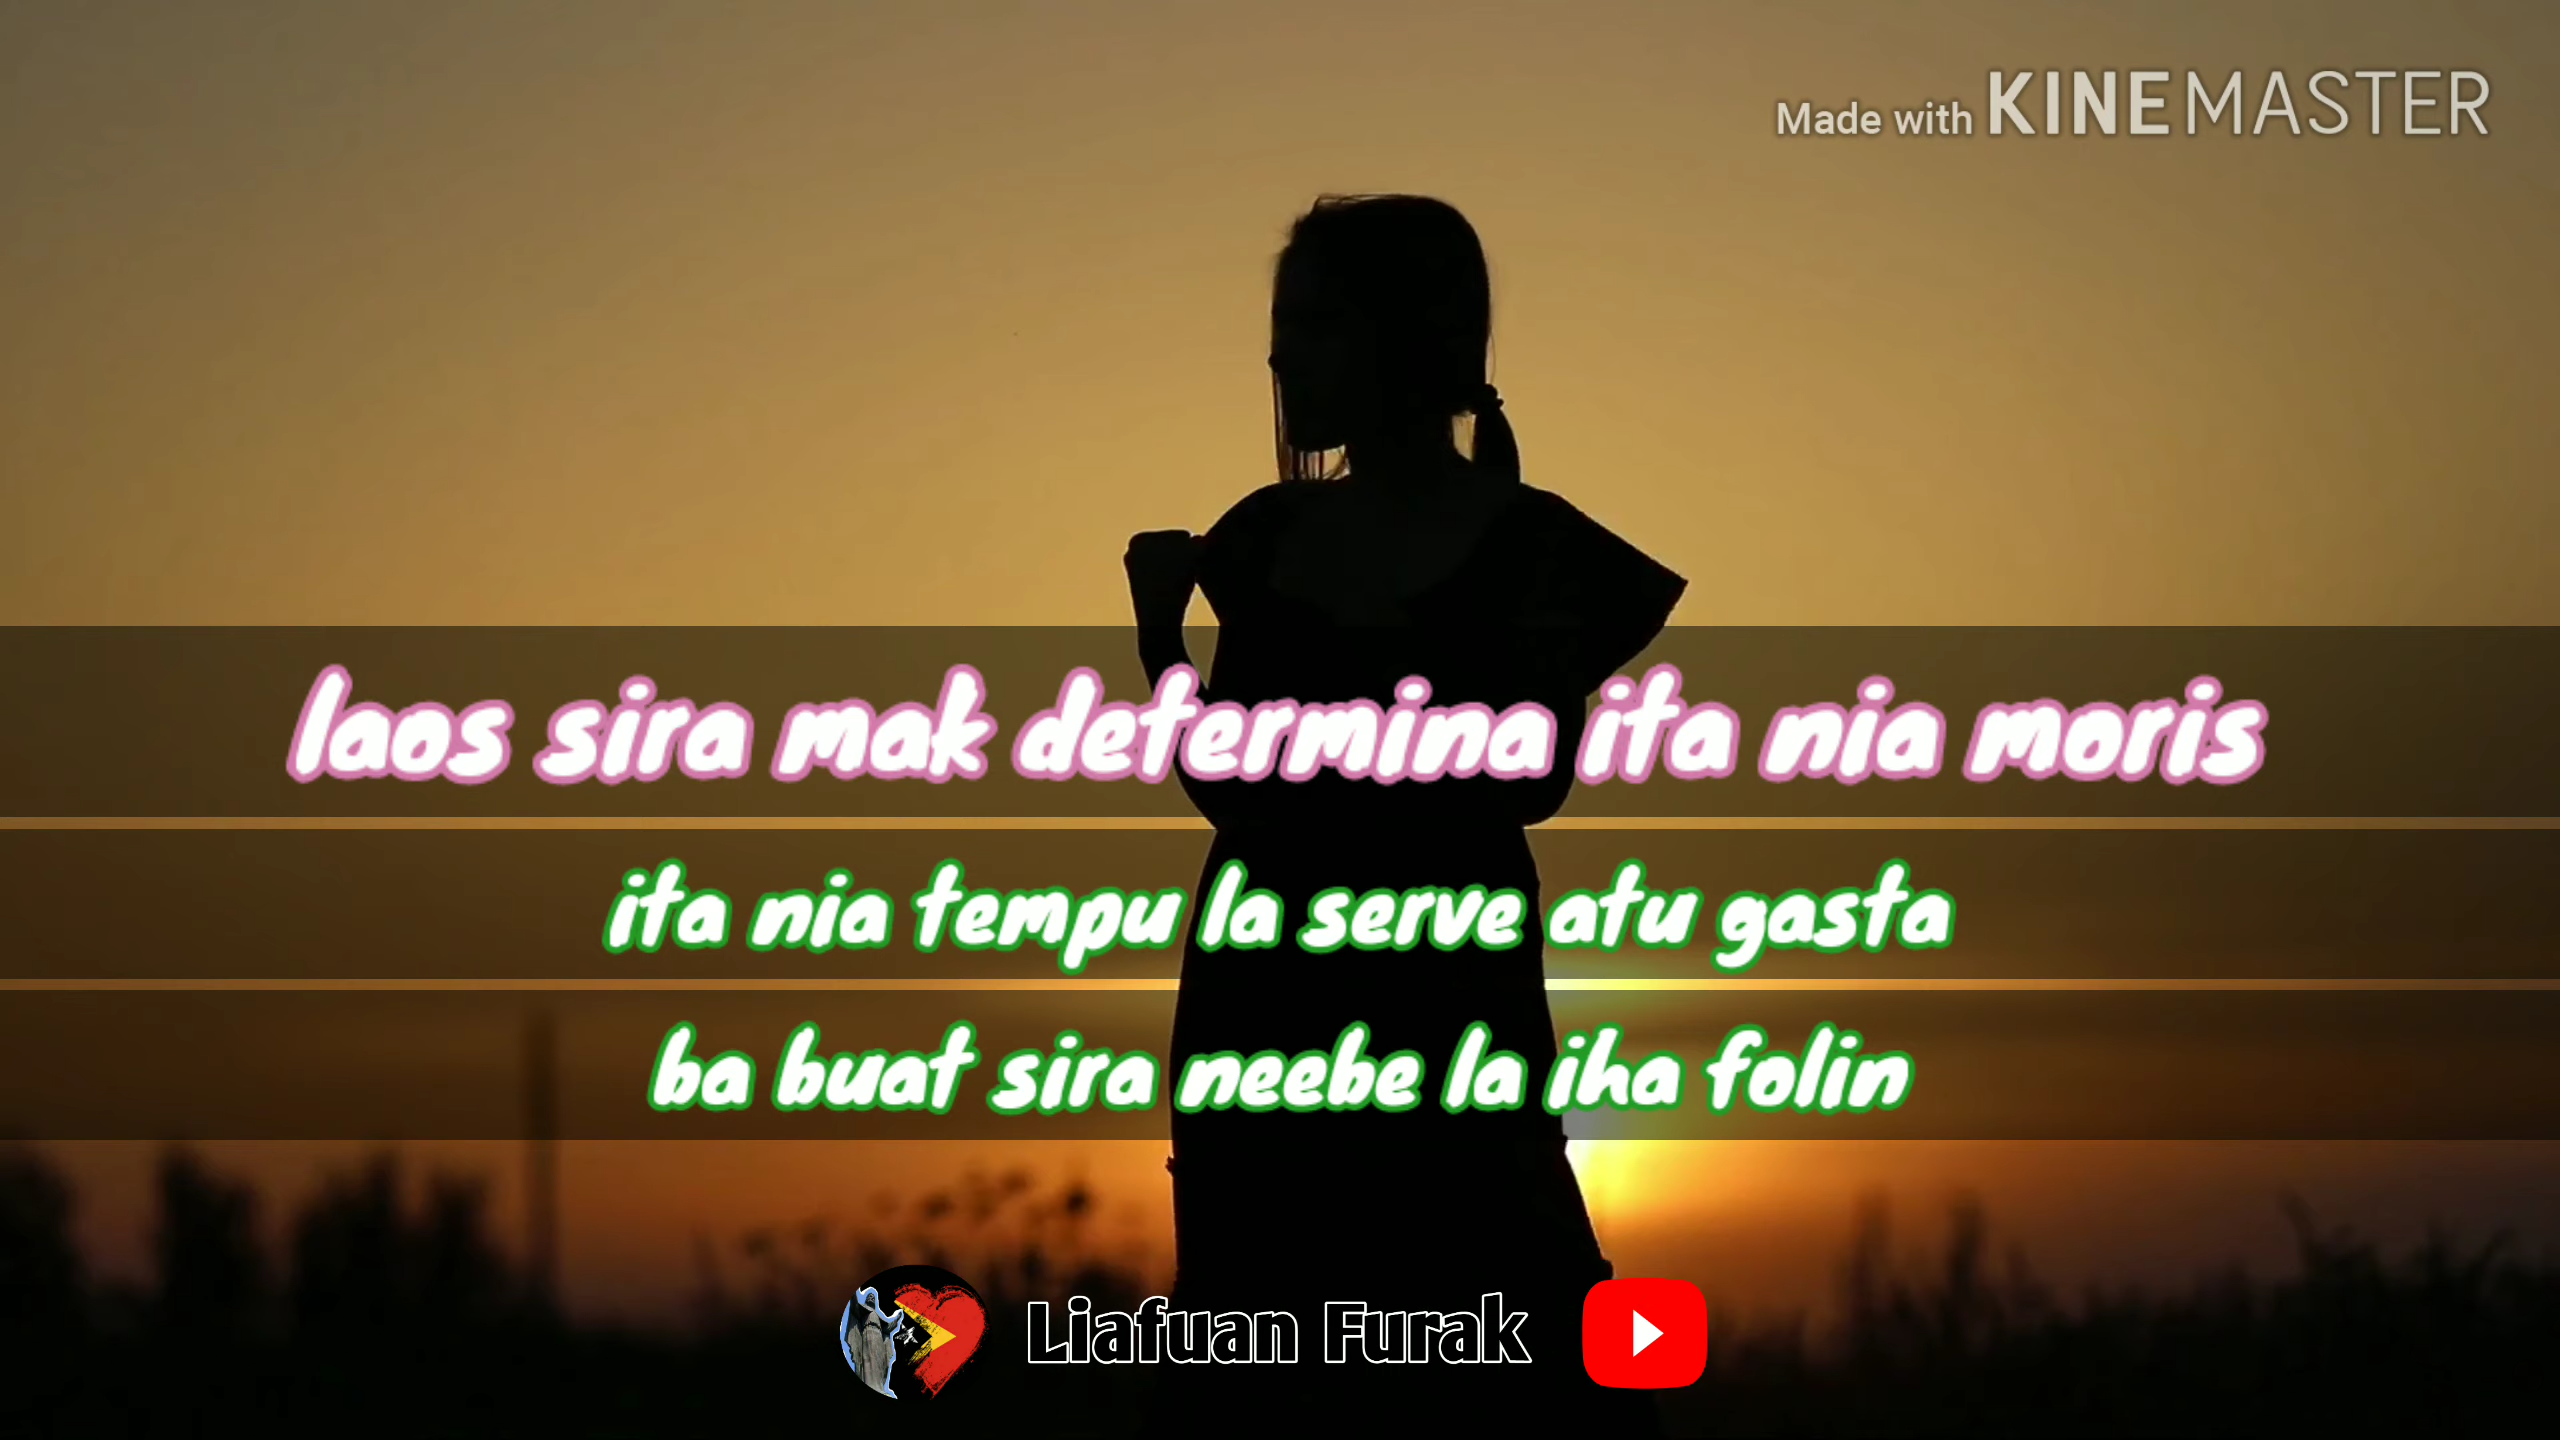 Made with KINEMASTER
laos sira mak determina ita nia moris
ita nia tempu la serve atu gasta
ba buat sira neebe la iha folin
Liafuan Furak